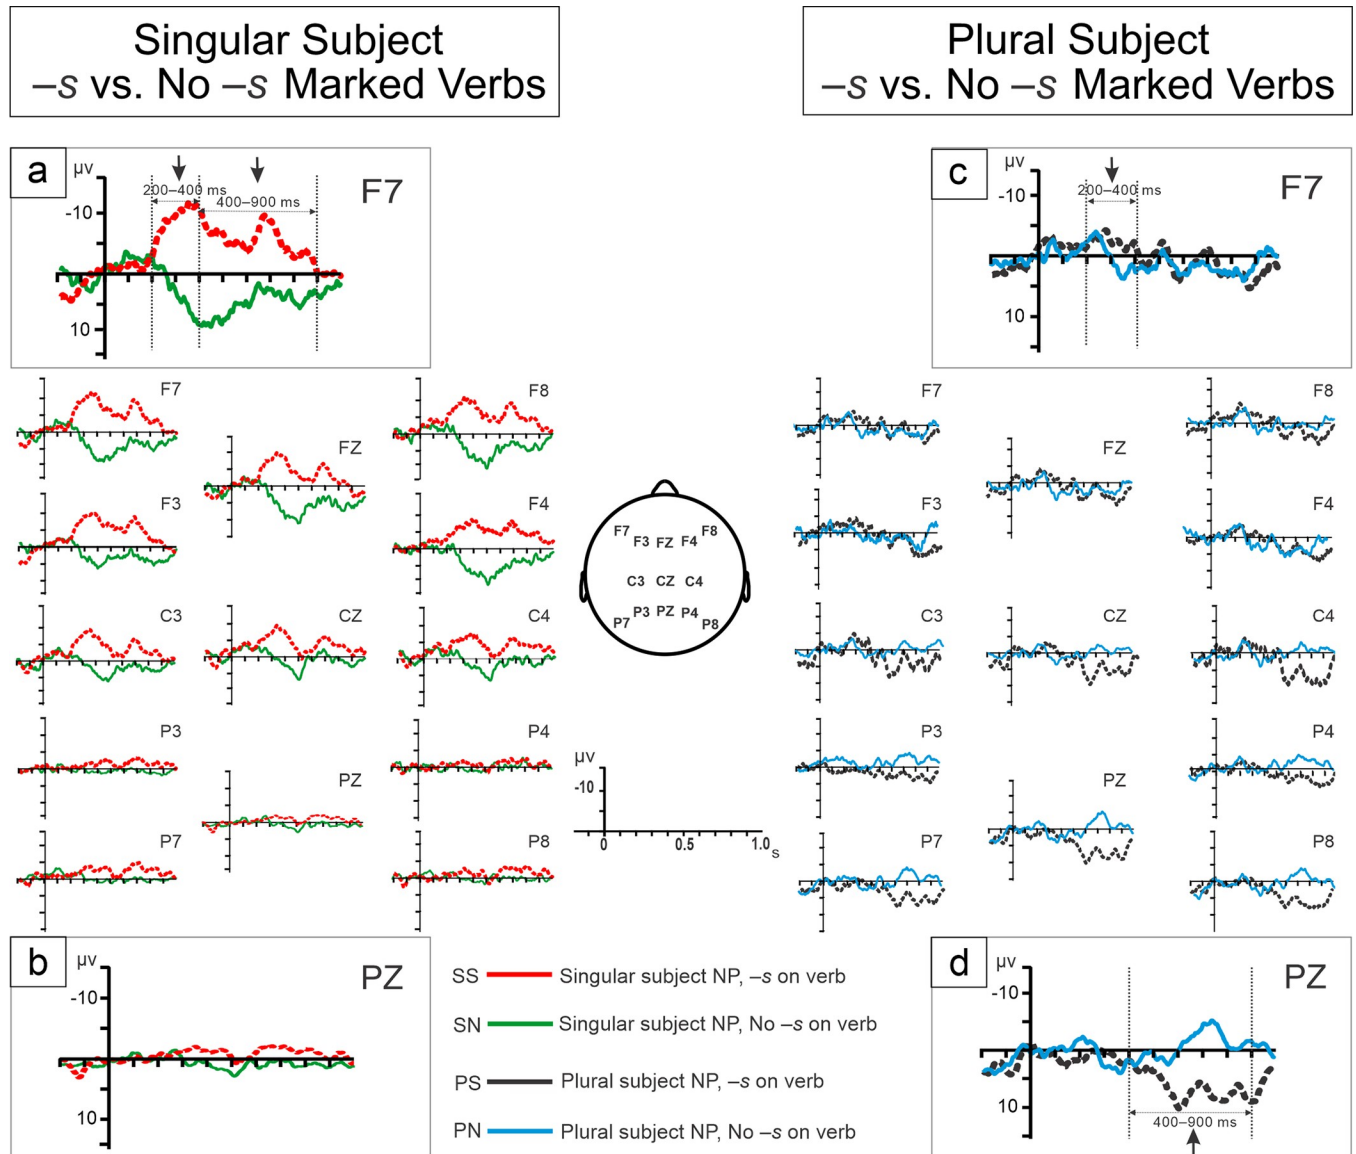 Singular Subject
–s vs. No –s Marked Verbs
Plural Subject
–s vs. No –s Marked Verbs
a
μv
F7
200–400 ms
400–900 ms
-10
10
c
μv
F7
200–400 ms
-10
10
F7
F8
FZ
F3
F4
C3
CZ
C4
P3
P4
PZ
P7
P8
F7
F8
F3
FZ
F4
C3
CZ
C4
P3
PZ
P4
P7
P8
μv
-10
0
0.5
1.0
s
F7
F8
FZ
F3
F4
C3
CZ
C4
P3
P4
PZ
P7
P8
b
μv
PZ
-10
10
SS
Singular subject NP, –s on verb
SN
Singular subject NP, No –s on verb
PS
Plural subject NP, –s on verb
PN
Plural subject NP, No –s on verb
d
μv
PZ
-10
10
400–900 ms